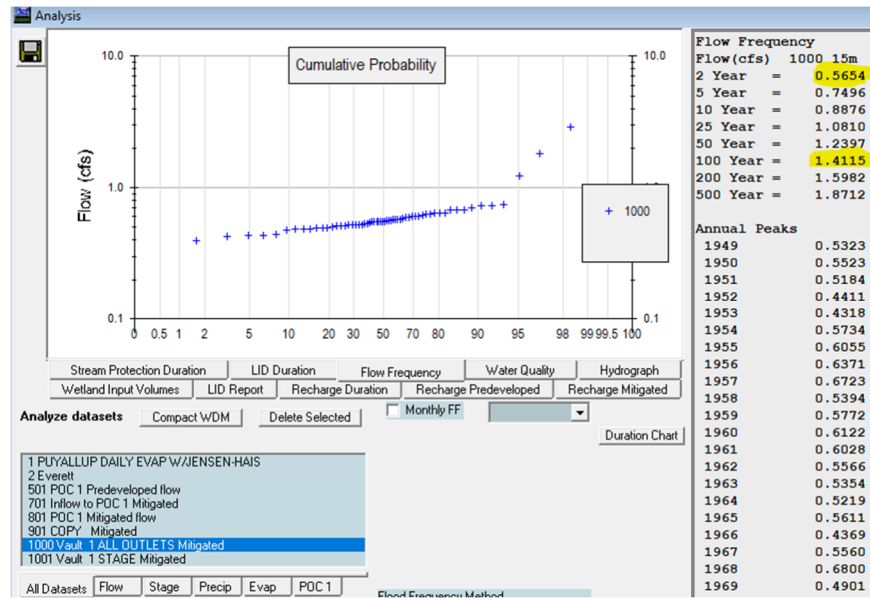 Analysis
Cumulative Probability
10.0
10.0
Flow (cfs)
1.0
1000
0.1
0.1
0 0.5 1 2 5 10 20 30 50 70 80 90 95 98 99 99.5 100
Stream Protection Duration LID Duration Flow Frequency Water Quality Hydrograph
Wetland Input Volumes LID Report Recharge Duration Recharge Predeveloped Recharge Mitigated
Analyze datasets Compact WDM Delete Selected Monthly FF
Duration Chart
1 PUYALLUP DAILY EVAP W/JENSEN-HAIS
2 Everett
501 POC 1 Predeveloped flow
701 Inflow to POC 1 Mitigated
801 POC 1 Mitigated flow
901 COPY Mitigated
1000 Vault 1 ALL OUTLETS Mitigated
1001 Vault 1 STAGE Mitigated
All Datasets Flow Stage Precip Evap POC 1
Flood Frequency Method
Flow Frequency
Flow(cfs) 1000 15m
2 Year = 0.5654
5 Year = 0.7496
10 Year = 0.8876
25 Year = 1.0810
50 Year = 1.2397
100 Year = 1.4115
200 Year = 1.5982
500 Year = 1.8712
Annual Peaks
1949 0.5323
1950 0.5523
1951 0.5184
1952 0.4411
1953 0.4318
1954 0.5734
1955 0.6055
1956 0.6371
1957 0.6723
1958 0.5394
1959 0.5772
1960 0.6122
1961 0.6028
1962 0.5566
1963 0.5354
1964 0.5219
1965 0.5611
1966 0.4369
1967 0.5560
1968 0.6800
1969 0.4901